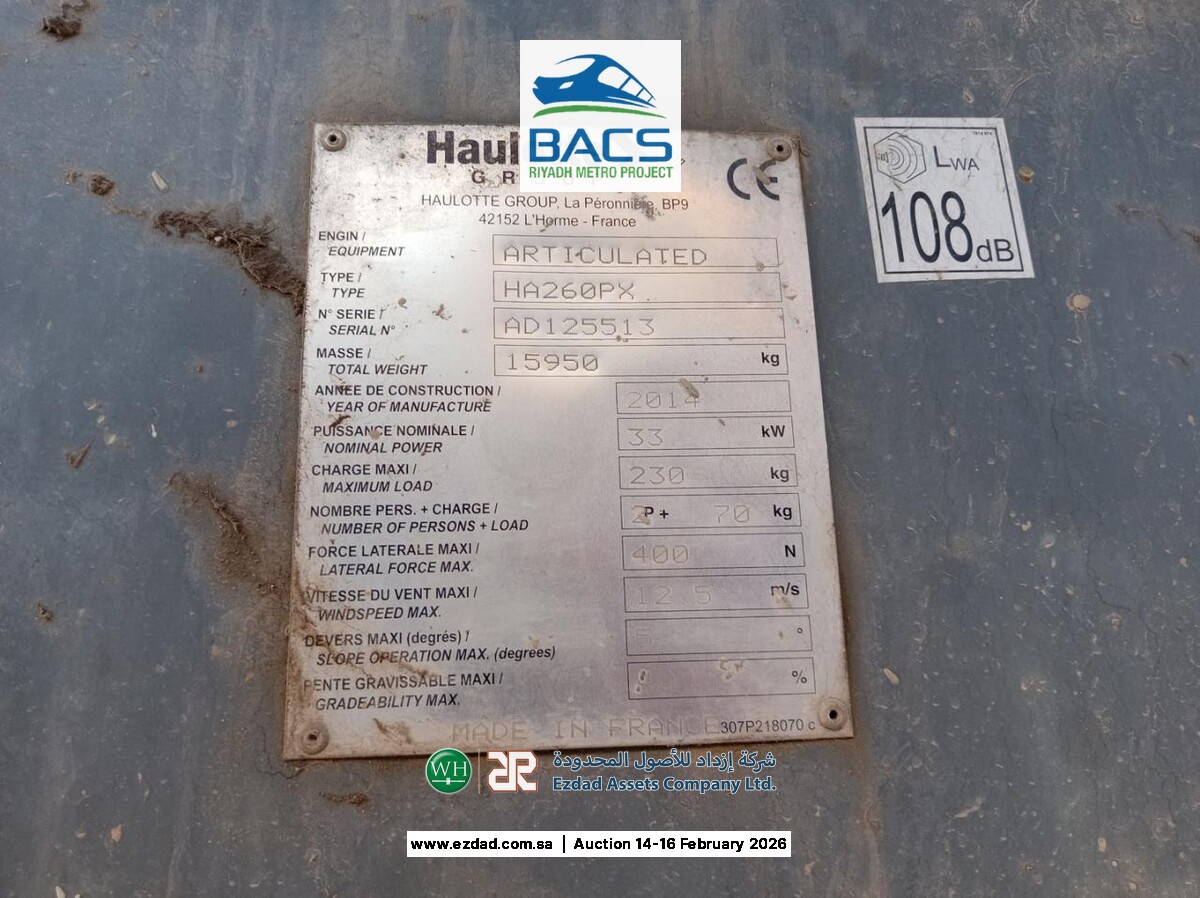 BACS
RIYADH METRO PROJECT
Haul
G R
HAULOTTE GROUP, La Péronnière, BP9
42152 L'Horme - France
CE
ENGIN /
EQUIPMENT
ARTICULATED
TYPE /
TYPE
HA260PX
N° SERIE /
SERIAL N°
AD125513
MASSE /
TOTAL WEIGHT
15950 kg
ANNÉE DE CONSTRUCTION /
YEAR OF MANUFACTURE
2014
PUISSANCE NOMINALE /
NOMINAL POWER
33 kW
CHARGE MAXI /
MAXIMUM LOAD
230 kg
NOMBRE PERS. + CHARGE /
NUMBER OF PERSONS + LOAD
2P + 70 kg
FORCE LATERALE MAXI /
LATERAL FORCE MAX.
400 N
VITESSE DU VENT MAXI /
WINDSPEED MAX.
12 5 m/s
DEVERS MAXI (degrés) /
SLOPE OPERATION MAX. (degrees)
5 °
PENTE GRAVISSABLE MAXI /
GRADEABILITY MAX.
%
MADE IN FRANCE
307P218070 c
LWA
108dB
WH
شركة إزداد للأصول المحدودة
Ezdad Assets Company Ltd.
www.ezdad.com.sa | Auction 14-16 February 2026